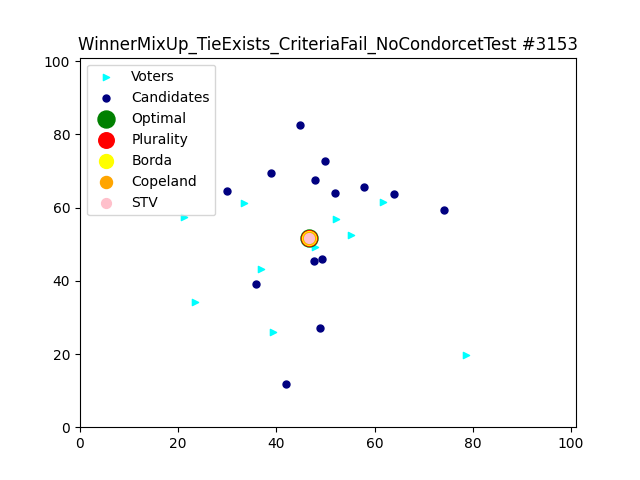 WinnerMixUp_TieExists_CriteriaFail_NoCondorcetTest #3153
100
80
60
40
20
0
Voters
Candidates
Optimal
Plurality
Borda
Copeland
STV
0 20 40 60 80 100